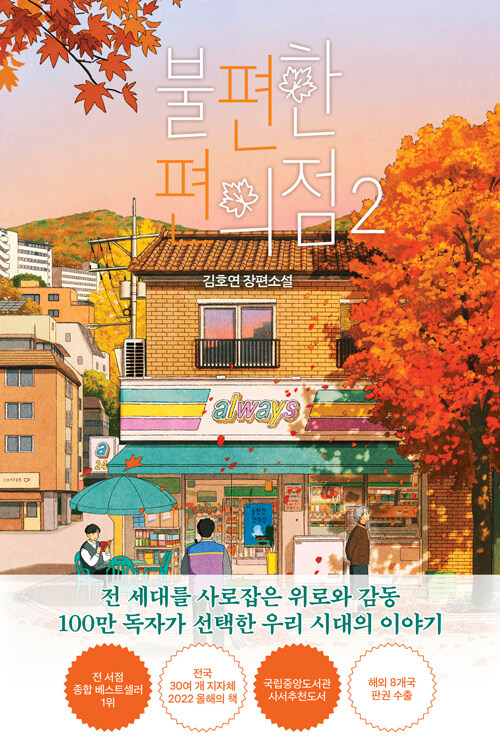 불편한
편의점2
김호연 장편소설
always
a
24
COFFEE
전 세대를 사로잡은 위로와 감동
100만 독자가 선택한 우리 시대의 이야기
전 서점
종합 베스트셀러
1위
전국
30여 개 지자체
2022 올해의 책
국립중앙도서관
사서추천도서
해외 8개국
판권 수출